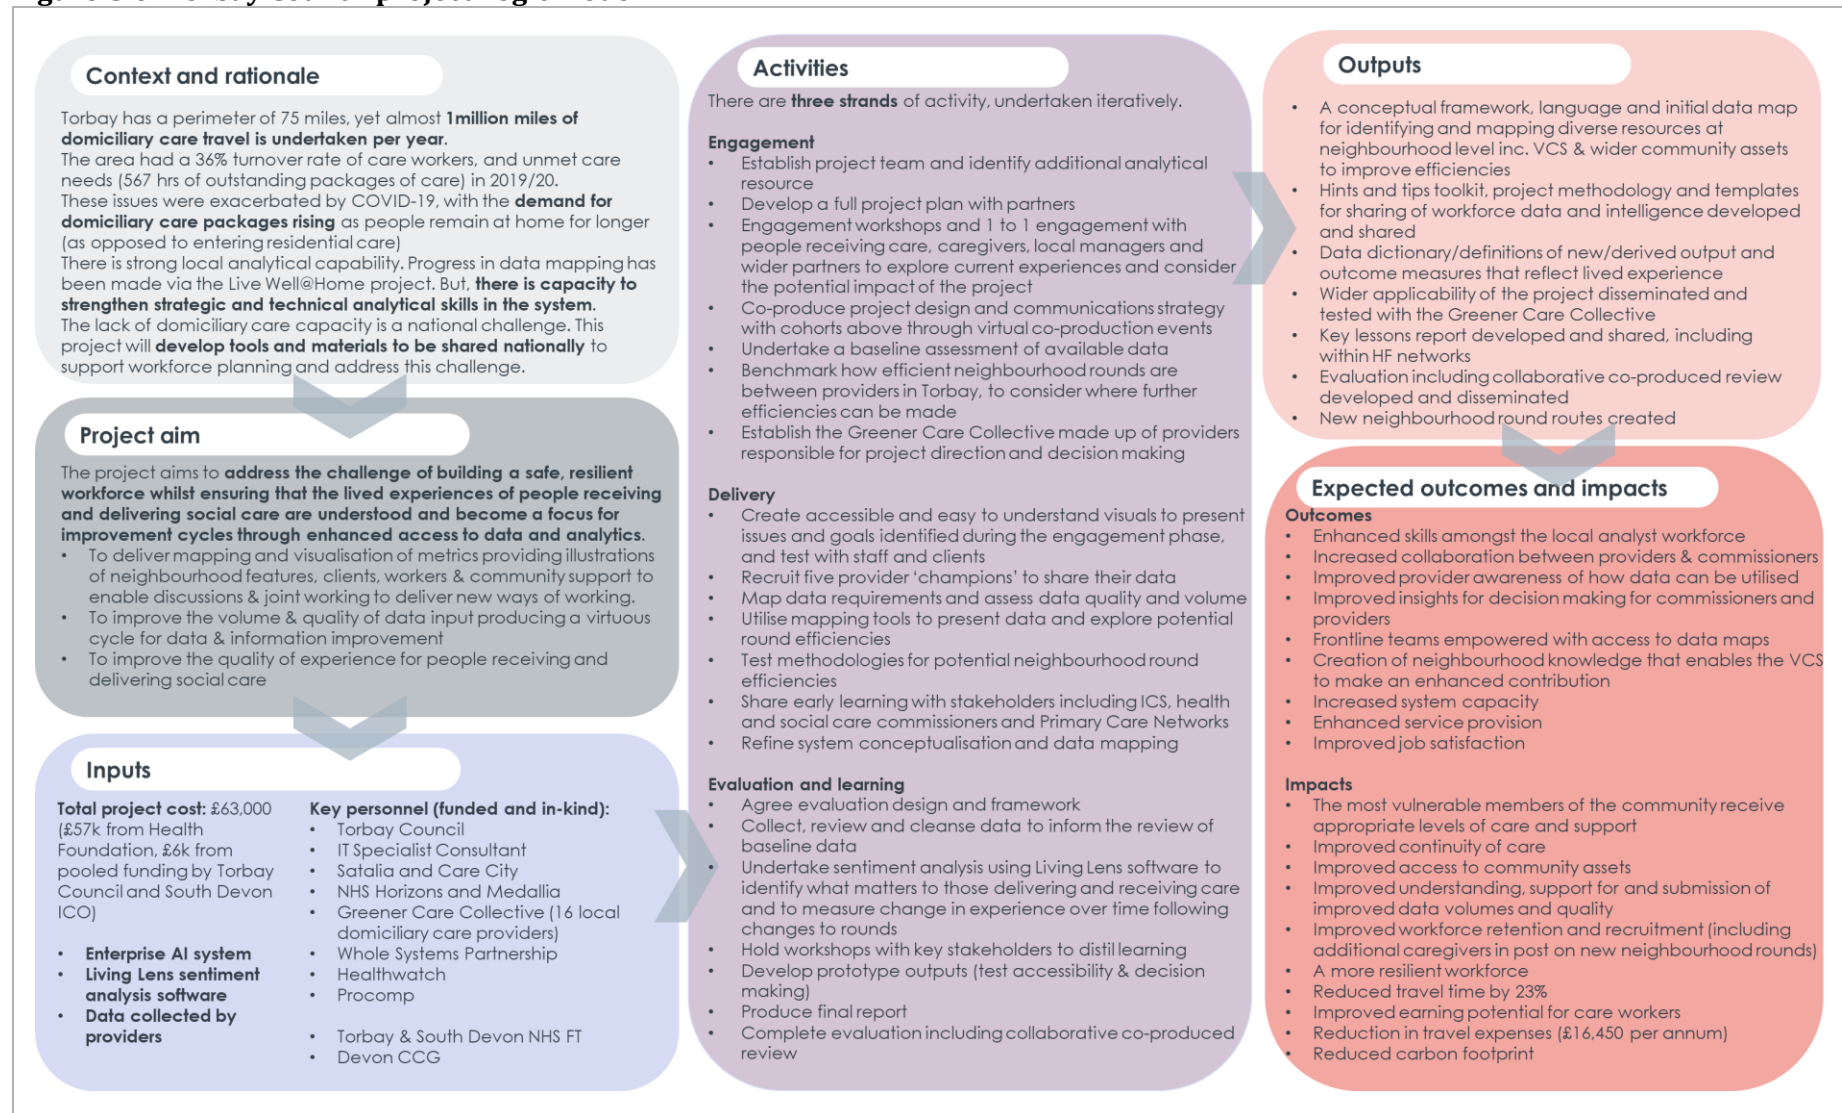 Context and rationale
Torbay has a perimeter of 75 miles, yet almost 1million miles of
domiciliary care travel is undertaken per year.
The area had a 36% turnover rate of care workers, and unmet care
needs (567 hrs of outstanding packages of care) in 2019/20.
These issues were exacerbated by COVID-19, with the demand for
domiciliary care packages rising as people remain at home for longer
(as opposed to entering residential care)
There is strong local analytical capability. Progress in data mapping has
been made via the Live Well@Home project. But, there is capacity to
strengthen strategic and technical analytical skills in the system.
The lack of domiciliary care capacity is a national challenge. This
project will develop tools and materials to be shared nationally to
support workforce planning and address this challenge.
Project aim
The project aims to address the challenge of building a safe, resilient
workforce whilst ensuring that the lived experiences of people receiving
and delivering social care are understood and become a focus for
improvement cycles through enhanced access to data and analytics.
• To deliver mapping and visualisation of metrics providing illustrations
of neighbourhood features, clients, workers & community support to
enable discussions & joint working to deliver new ways of working.
• To improve the volume & quality of data input producing a virtuous
cycle for data & information improvement
• To improve the quality of experience for people receiving and
delivering social care
Inputs
Total project cost: £63,000
(£57k from Health
Foundation, £6k from
pooled funding by Torbay
Council and South Devon
ICO)
• Enterprise AI system
• Living Lens sentiment
analysis software
• Data collected by
providers
Key personnel (funded and in-kind):
• Torbay Council
• IT Specialist Consultant
• Satalia and Care City
• NHS Horizons and Medallia
• Greener Care Collective (16 local
domiciliary care providers)
• Whole Systems Partnership
• Healthwatch
• Procomp
• Torbay & South Devon NHS FT
• Devon CCG
Activities
There are three strands of activity, undertaken iteratively.
Engagement
• Establish project team and identify additional analytical
resource
• Develop a full project plan with partners
• Engagement workshops and 1 to 1 engagement with
people receiving care, caregivers, local managers and
wider partners to explore current experiences and consider
the potential impact of the project
• Co-produce project design and communications strategy
with cohorts above through virtual co-production events
• Undertake a baseline assessment of available data
• Benchmark how efficient neighbourhood rounds are
between providers in Torbay, to consider where further
efficiencies can be made
• Establish the Greener Care Collective made up of providers
responsible for project direction and decision making
Delivery
• Create accessible and easy to understand visuals to present
issues and goals identified during the engagement phase,
and test with staff and clients
• Recruit five provider ‘champions’ to share their data
• Map data requirements and assess data quality and volume
• Utilise mapping tools to present data and explore potential
round efficiencies
• Test methodologies for potential neighbourhood round
efficiencies
• Share early learning with stakeholders including ICS, health
and social care commissioners and Primary Care Networks
• Refine system conceptualisation and data mapping
Evaluation and learning
• Agree evaluation design and framework
• Collect, review and cleanse data to inform the review of
baseline data
• Undertake sentiment analysis using Living Lens software to
identify what matters to those delivering and receiving care
and to measure change in experience over time following
changes to rounds
• Hold workshops with key stakeholders to distil learning
• Develop prototype outputs (test accessibility & decision
making)
• Produce final report
• Complete evaluation including collaborative co-produced
review
Outputs
• A conceptual framework, language and initial data map
for identifying and mapping diverse resources at
neighbourhood level inc. VCS & wider community assets
to improve efficiencies
• Hints and tips toolkit, project methodology and templates
for sharing of workforce data and intelligence developed
and shared
• Data dictionary/definitions of new/derived output and
outcome measures that reflect lived experience
• Wider applicability of the project disseminated and
tested with the Greener Care Collective
• Key lessons report developed and shared, including
within HF networks
• Evaluation including collaborative co-produced review
developed and disseminated
• New neighbourhood round routes created
Expected outcomes and impacts
Outcomes
• Enhanced skills amongst the local analyst workforce
• Increased collaboration between providers & commissioners
• Improved provider awareness of how data can be utilised
• Improved insights for decision making for commissioners and
providers
• Frontline teams empowered with access to data maps
• Creation of neighbourhood knowledge that enables the VCS
to make an enhanced contribution
• Increased system capacity
• Enhanced service provision
• Improved job satisfaction
Impacts
• The most vulnerable members of the community receive
appropriate levels of care and support
• Improved continuity of care
• Improved access to community assets
• Improved understanding, support for and submission of
improved data volumes and quality
• Improved workforce retention and recruitment (including
additional caregivers in post on new neighbourhood rounds)
• A more resilient workforce
• Reduced travel time by 23%
• Improved earning potential for care workers
• Reduction in travel expenses (£16,450 per annum)
• Reduced carbon footprint